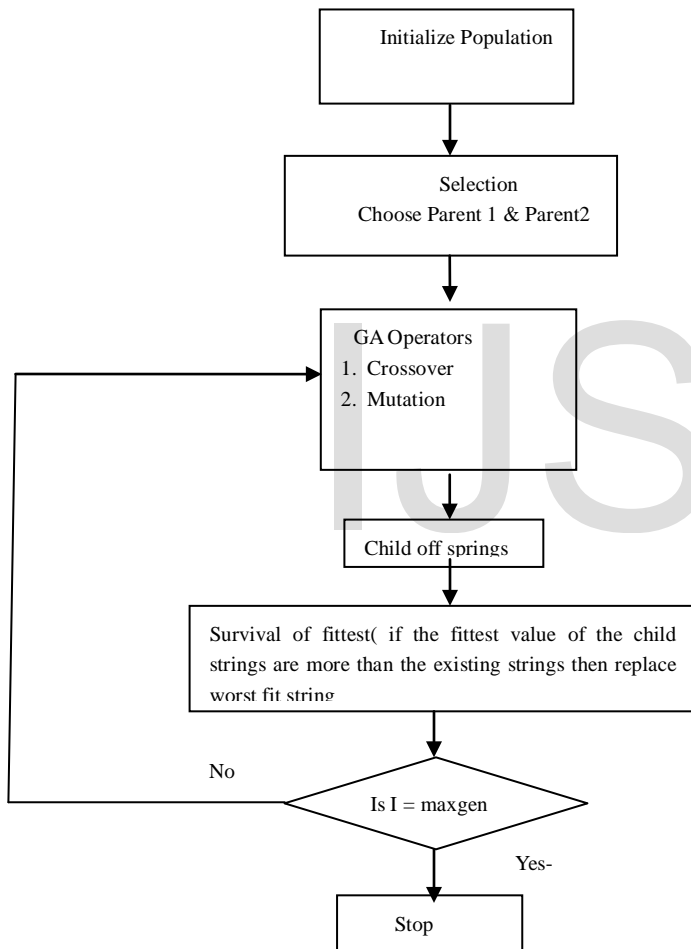 Initialize Population
Selection
Choose Parent 1 & Parent2
GA Operators
1. Crossover
2. Mutation
Child off springs
Survival of fittest( if the fittest value of the child
strings are more than the existing strings then replace
worst fit string
No
Is I = maxgen
Yes-
Stop
IJS